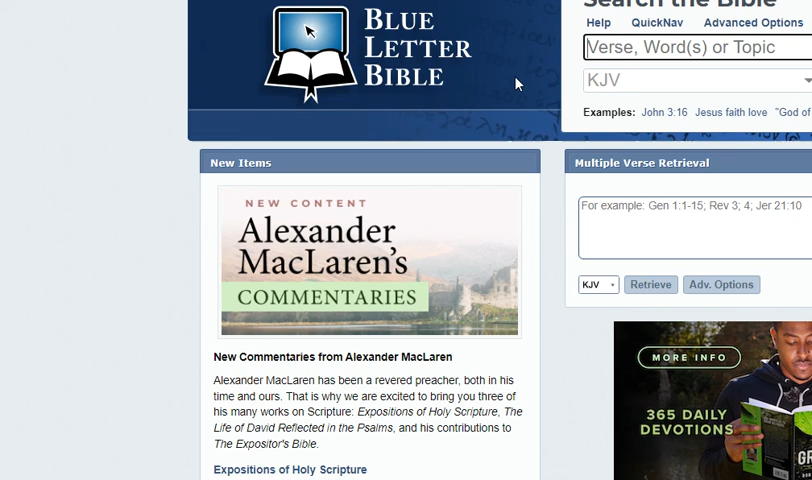 Search the Bible
BLUE
LETTER
BIBLE
Help QuickNav Advanced Options
Verse, Word(s) or Topic
KJV
Examples: John 3:16 Jesus faith love "God of
New Items
NEW CONTENT
Alexander
MacLaren's
COMMENTARIES
New Commentaries from Alexander MacLaren
Alexander MacLaren has been a revered preacher, both in his
time and ours. That is why we are excited to bring you three of
his many works on Scripture: Expositions of Holy Scripture, The
Life of David Reflected in the Psalms, and his contributions to
The Expositor's Bible.
Expositions of Holy Scripture
Multiple Verse Retrieval
For example: Gen 1:1-15; Rev 3; 4; Jer 21:10
KJV Retrieve Adv. Options
MORE INFO
365 DAILY
DEVOTIONS